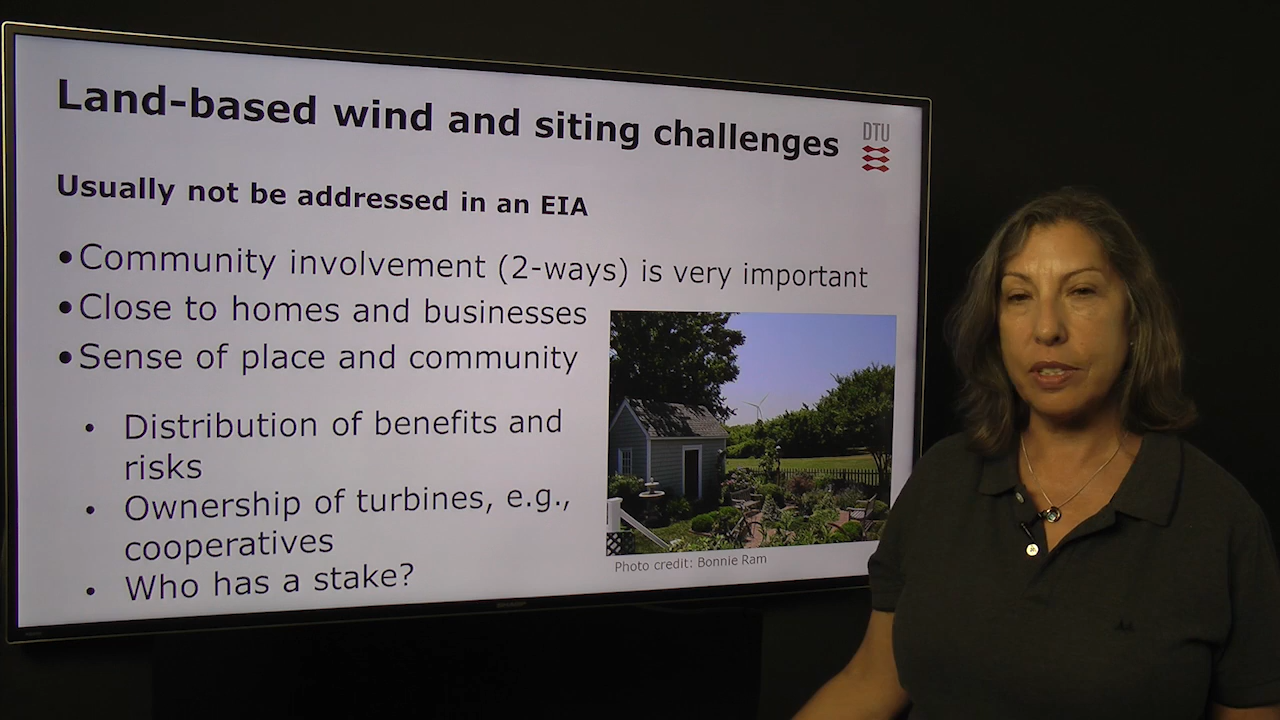 Land-based wind and siting challenges
DTU
Usually not be addressed in an EIA
•Community involvement (2-ways) is very important
•Close to homes and businesses
•Sense of place and community
• Distribution of benefits and
risks
• Ownership of turbines, e.g.,
cooperatives
• Who has a stake?
Photo credit: Bonnie Ram
SHARP